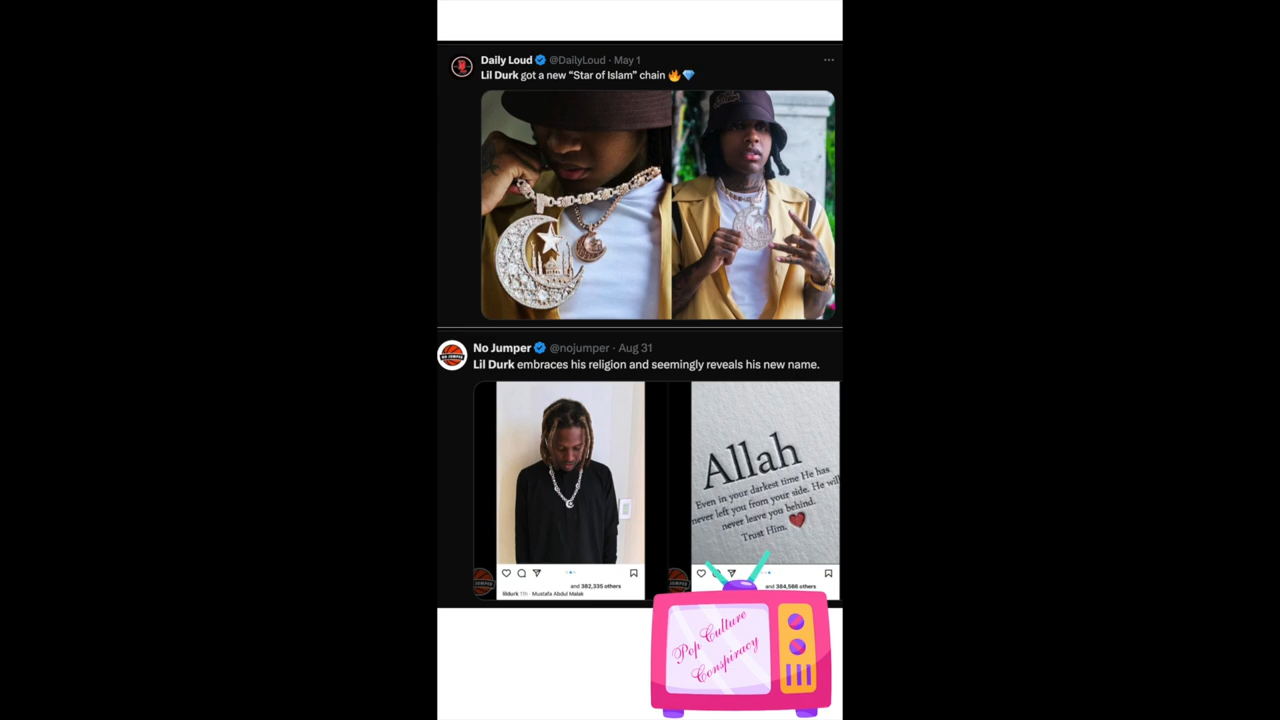 Daily Loud @DailyLoud · May 1
Lil Durk got a new “Star of Islam” chain 🔥💎
No Jumper @nojumper · Aug 31
Lil Durk embraces his religion and seemingly reveals his new name.
Allah
Even in your darkest time He has
never left you from your side. He will
never leave you behind.
Trust Him. ❤️
and 382,335 others
lildurk 11h · Mustafa Abdul Malak
and 384,586 others
Pop Culture
Conspiracy